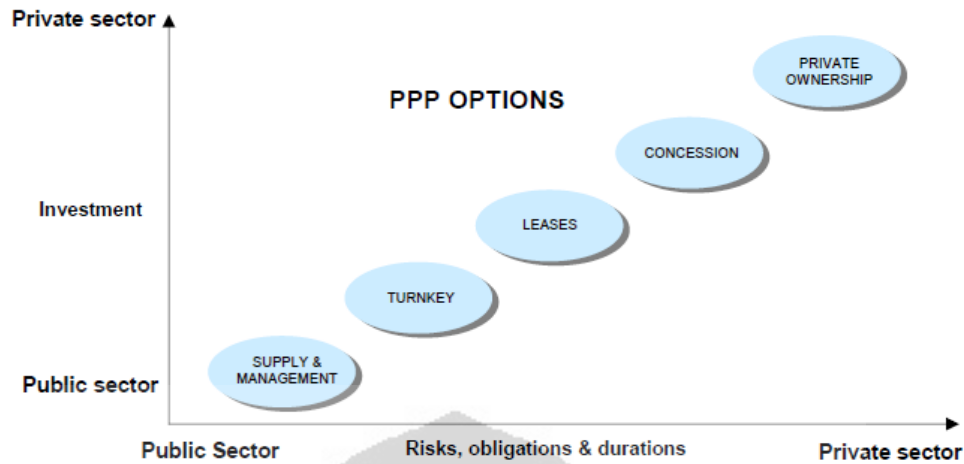 Private sector
PRIVATE
OWNERSHIP
PPP OPTIONS
CONCESSION
Investment
LEASES
TURNKEY
SUPPLY &
MANAGEMENT
Public sector
Public Sector
Risks, obligations & durations
Private sector